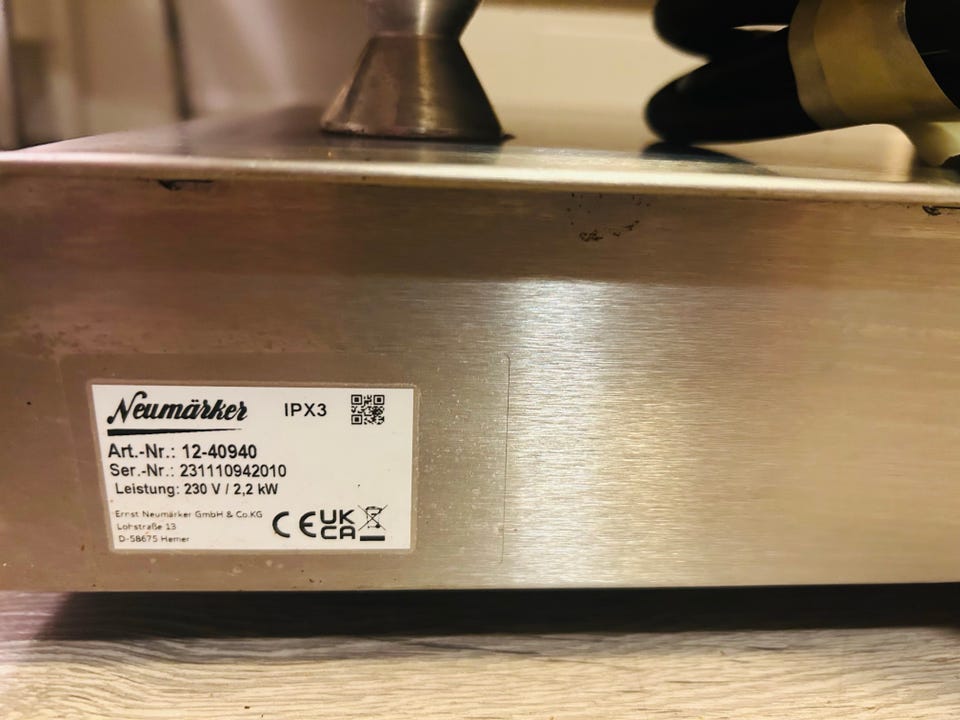 Neumärker IPX3
Art.-Nr.: 12-40940
Ser.-Nr.: 231110942010
Leistung: 230 V / 2,2 kW
Ernst Neumärker GmbH & Co.KG
Lohstraße 13
D-58675 Hemer
CE UK CA